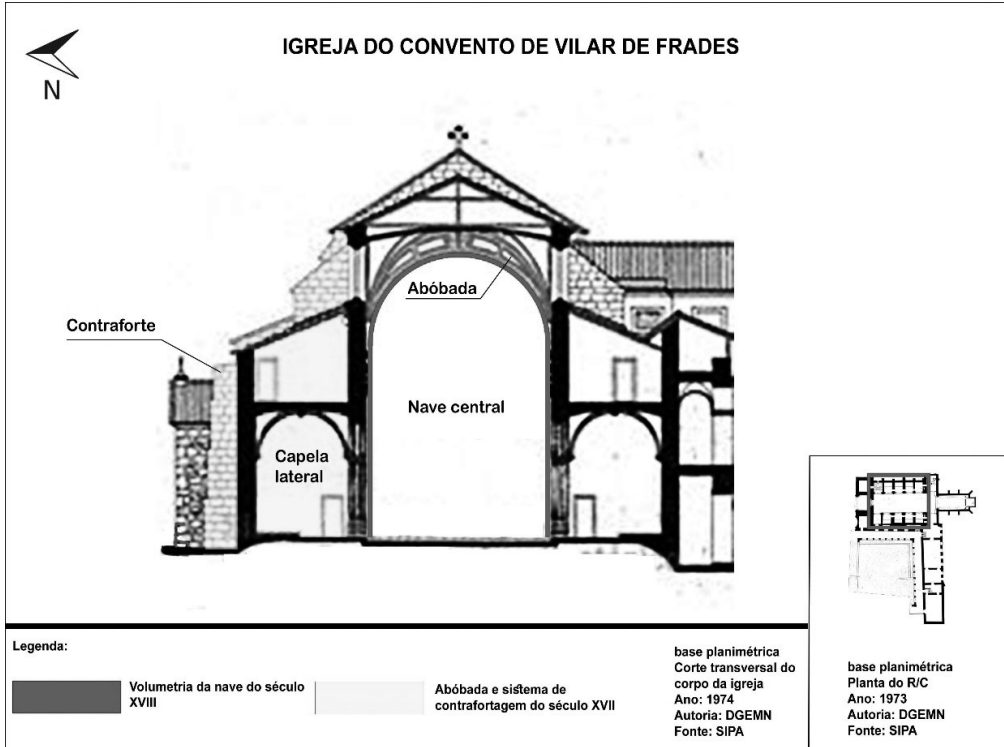 IGREJA DO CONVENTO DE VILAR DE FRADES
N
Abóbada
Contraforte
Nave central
Capela
lateral
Legenda:
Volumetria da nave do século
XVIII
Abóbada e sistema de
contrafortagem do século XVII
base planimétrica
Corte transversal do
corpo da igreja
Ano: 1974
Autoria: DGEMN
Fonte: SIPA
base planimétrica
Planta do R/C
Ano: 1973
Autoria: DGEMN
Fonte: SIPA